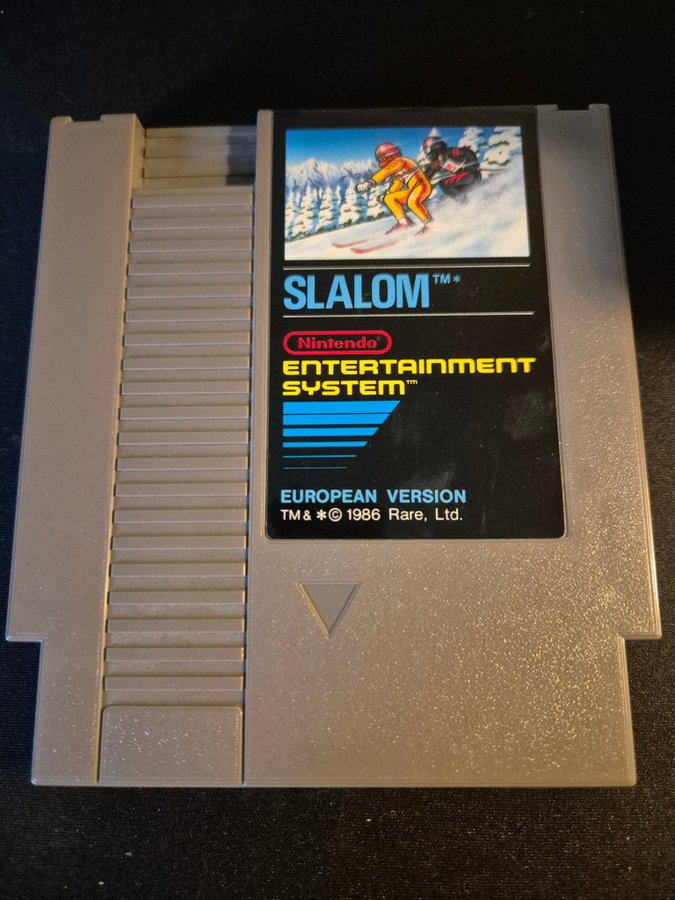 SLALOM™*
Nintendo®
ENTERTAINMENT
SYSTEM™
EUROPEAN VERSION
TM & *© 1986 Rare, Ltd.